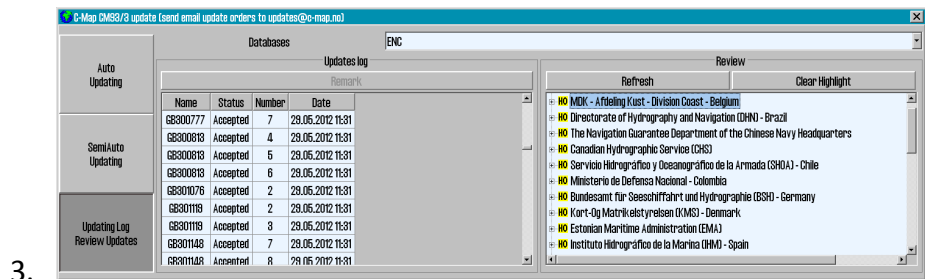 C-Map CM93/3 update (send email update orders to updates@c-map.no)
Databases ENC
Auto
Updating
SemiAuto
Updating
Updating Log
Review Updates
Updates log
Remark
Name Status Number Date
GB300777 Accepted 7 29.05.2012 11:31
GB300813 Accepted 4 29.05.2012 11:31
GB300813 Accepted 5 29.05.2012 11:31
GB300813 Accepted 6 29.05.2012 11:31
GB301076 Accepted 2 29.05.2012 11:31
GB301119 Accepted 2 29.05.2012 11:31
GB301119 Accepted 3 29.05.2012 11:31
GB301148 Accepted 7 29.05.2012 11:31
GB301148 Accepted 8 29.05.2012 11:31
Review
Refresh Clear Highlight
HO MDK - Afdeling Kust - Division Coast - Belgium
HO Directorate of Hydrography and Navigation (DHN) - Brazil
HO The Navigation Guarantee Department of the Chinese Navy Headquarters
HO Canadian Hydrographic Service (CHS)
HO Servicio Hidrográfico y Oceanográfico de la Armada (SHOA) - Chile
HO Ministerio de Defensa Nacional - Colombia
HO Bundesamt für Seeschiffahrt und Hydrographie (BSH) - Germany
HO Kort-Og Matrikelstyrelsen (KMS) - Denmark
HO Estonian Maritime Administration (EMA)
HO Instituto Hidrográfico de la Marina (IHM) - Spain
3.